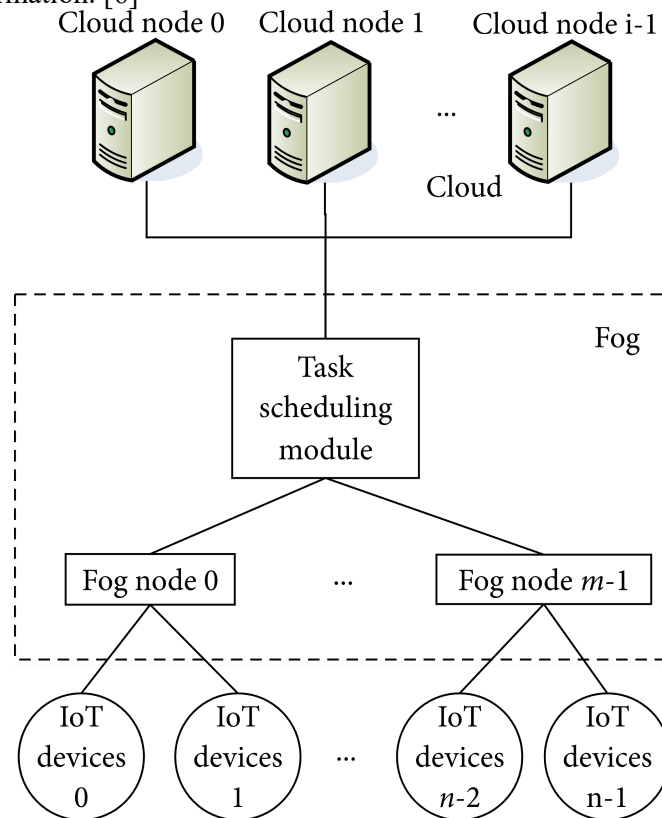 Cloud node 0 Cloud node 1 Cloud node i-1
...
Cloud
Fog
Task
scheduling
module
Fog node 0 ... Fog node m-1
IoT
devices
0
IoT
devices
1
...
IoT
devices
n-2
IoT
devices
n-1